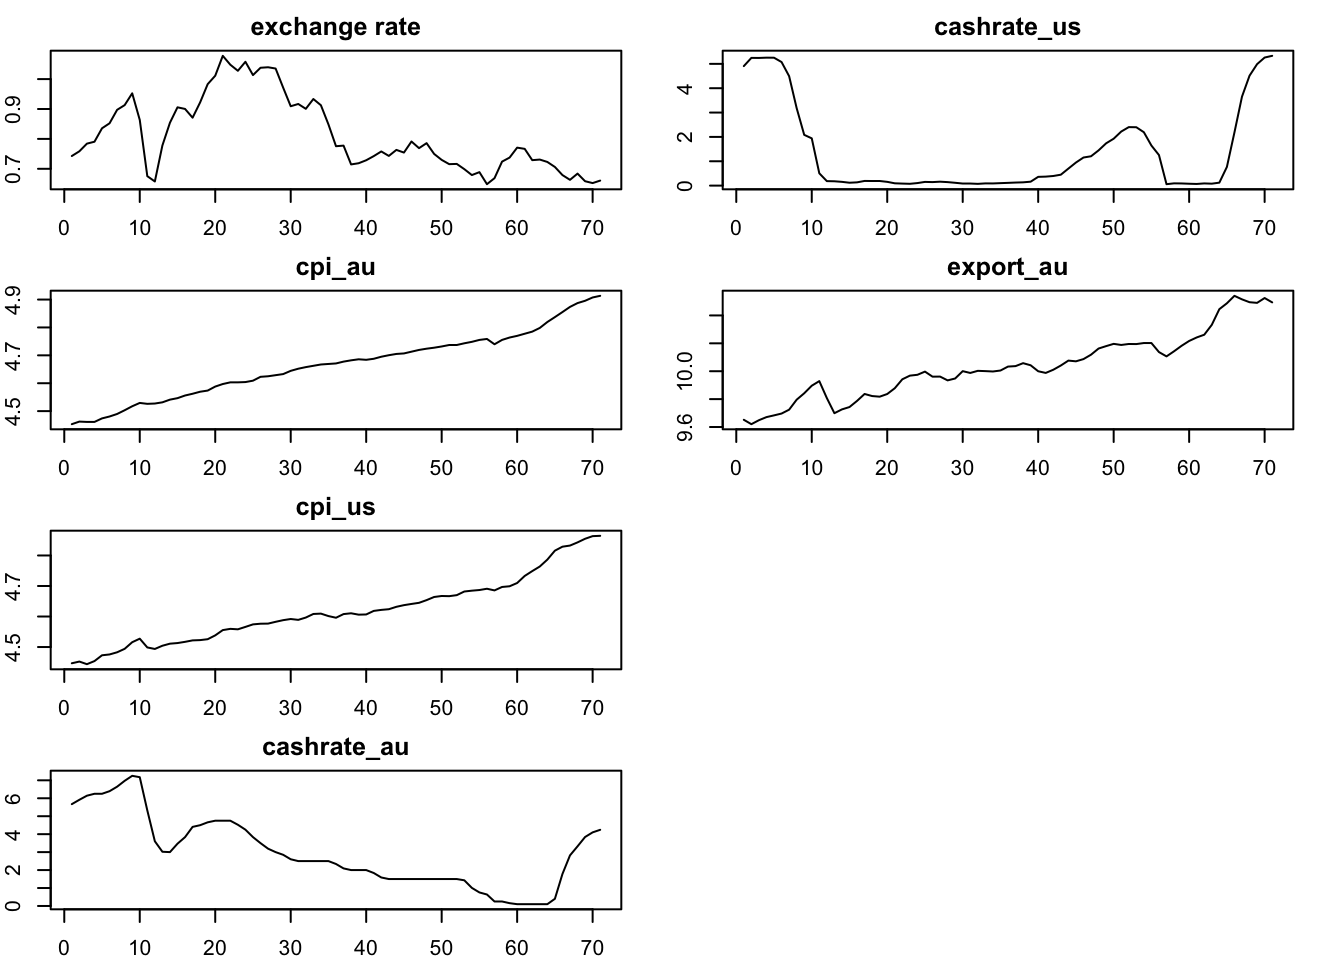 exchange rate
0.7 0.9
0 10 20 30 40 50 60 70
cpi_au
4.5 4.7 4.9
0 10 20 30 40 50 60 70
cpi_us
4.5 4.7
0 10 20 30 40 50 60 70
cashrate_au
0 2 4 6
0 10 20 30 40 50 60 70
cashrate_us
0 2 4
0 10 20 30 40 50 60 70
export_au
9.6 10.0
0 10 20 30 40 50 60 70